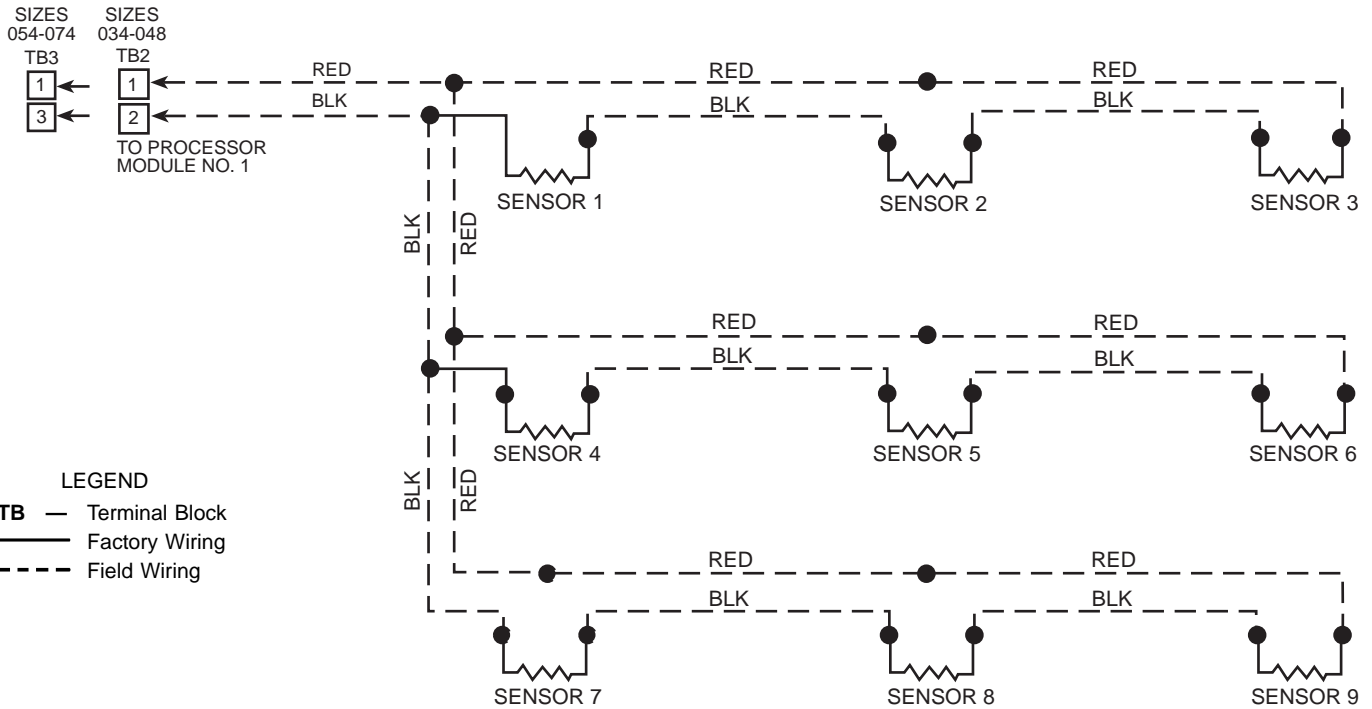 SIZES
054-074
SIZES
034-048
TB3
TB2
1
1
RED
RED
RED
3
2
BLK
BLK
BLK
TO PROCESSOR
MODULE NO. 1
SENSOR 1
SENSOR 2
SENSOR 3
BLK
RED
RED
RED
BLK
BLK
SENSOR 4
SENSOR 5
SENSOR 6
BLK
RED
LEGEND
TB — Terminal Block
Factory Wiring
Field Wiring
RED
RED
BLK
BLK
SENSOR 7
SENSOR 8
SENSOR 9